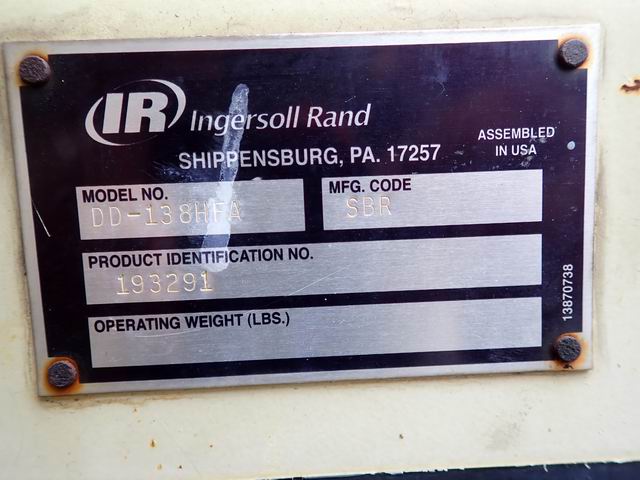 IR Ingersoll Rand
SHIPPENSBURG, PA. 17257
ASSEMBLED
IN USA
MODEL NO.
DD-138HFA
MFG. CODE
SBR
PRODUCT IDENTIFICATION NO.
193291
OPERATING WEIGHT (LBS.)
13870738